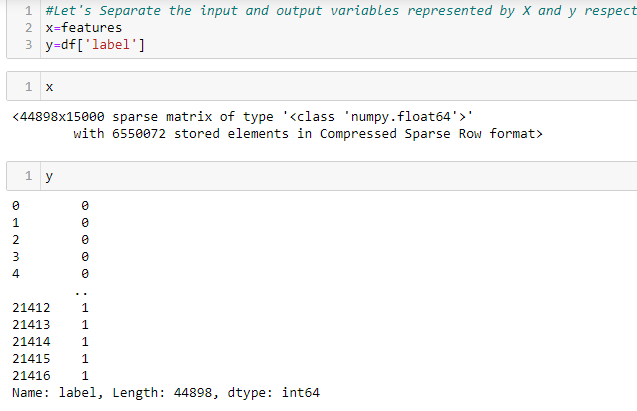 1 #Let's Separate the input and output variables represented by X and y respect
2 x=features
3 y=df['label']
1 x
<44898x15000 sparse matrix of type '<class 'numpy.float64'>'
with 6550072 stored elements in Compressed Sparse Row format>
1 y
0 0
1 0
2 0
3 0
4 0
..
21412 1
21413 1
21414 1
21415 1
21416 1
Name: label, Length: 44898, dtype: int64